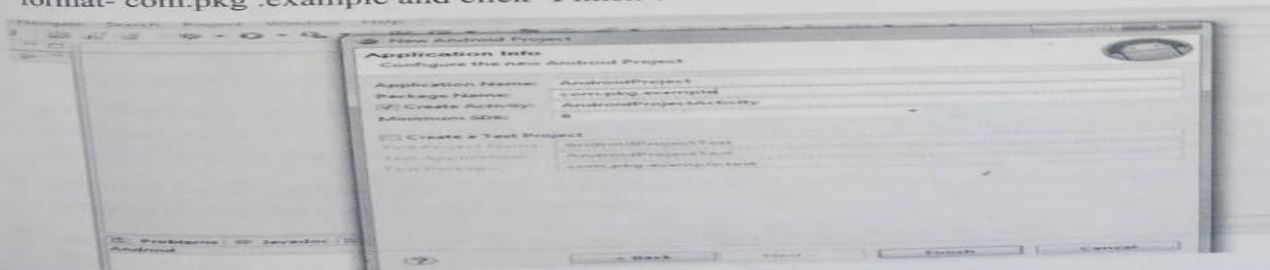 format- com.pkg .example and click
Navigate Search Project Window Help
New Android Project
Application Info
Configure the new Android Project
Application Name: AndroidProject
Package Name: com.pkg.example
Create Activity: AndroidProjectActivity
Minimum SDK: 8
Create a Test Project
Test Project Name: AndroidProjectTest
Test Application: AndroidProjectTest
Test Package: com.pkg.example.test
Problems @ Javadoc
Android
? < Back Next > Finish Cancel